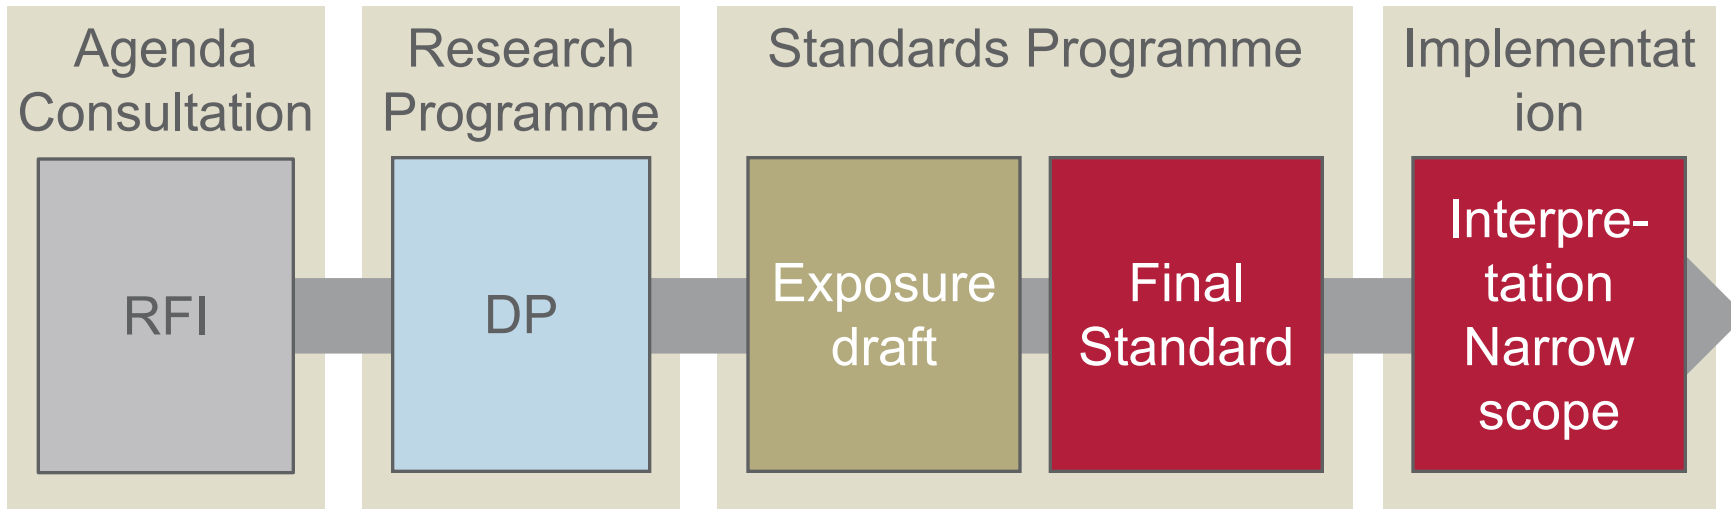 Agenda
Consultation
RFI
Research
Programme
DP
Standards Programme
Exposure
draft
Final
Standard
Implementat
ion
Interpre-
tation
Narrow
scope